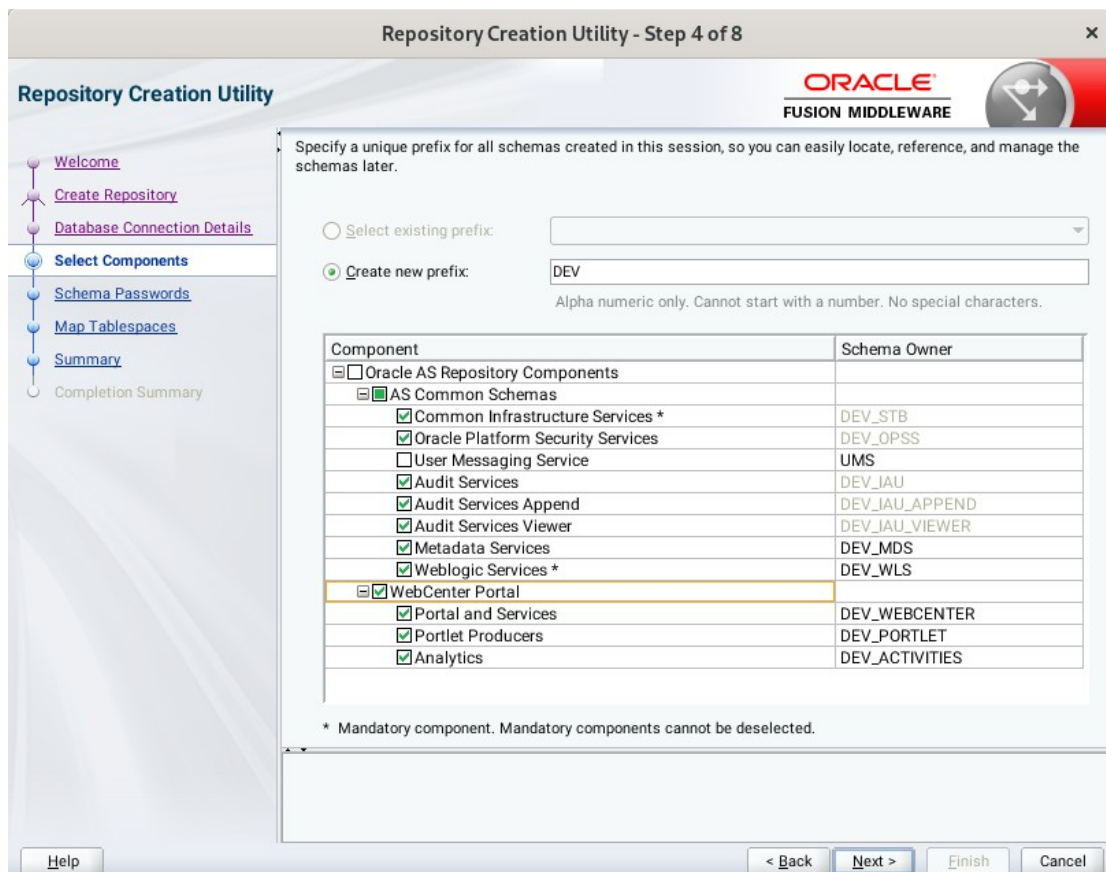 Repository Creation Utility - Step 4 of 8
Repository Creation Utility
ORACLE
FUSION MIDDLEWARE
Welcome
Create Repository
Database Connection Details
Select Components
Schema Passwords
Map Tablespaces
Summary
Completion Summary
Specify a unique prefix for all schemas created in this session, so you can easily locate, reference, and manage the
schemas later.
Select existing prefix:
Create new prefix: DEV
Alpha numeric only. Cannot start with a number. No special characters.
Component Schema Owner
Oracle AS Repository Components
AS Common Schemas
Common Infrastructure Services * DEV_STB
Oracle Platform Security Services DEV_OPSS
User Messaging Service UMS
Audit Services DEV_IAU
Audit Services Append DEV_IAU_APPEND
Audit Services Viewer DEV_IAU_VIEWER
Metadata Services DEV_MDS
Weblogic Services * DEV_WLS
WebCenter Portal
Portal and Services DEV_WEBCENTER
Portlet Producers DEV_PORTLET
Analytics DEV_ACTIVITIES
* Mandatory component. Mandatory components cannot be deselected.
Help < Back Next > Finish Cancel